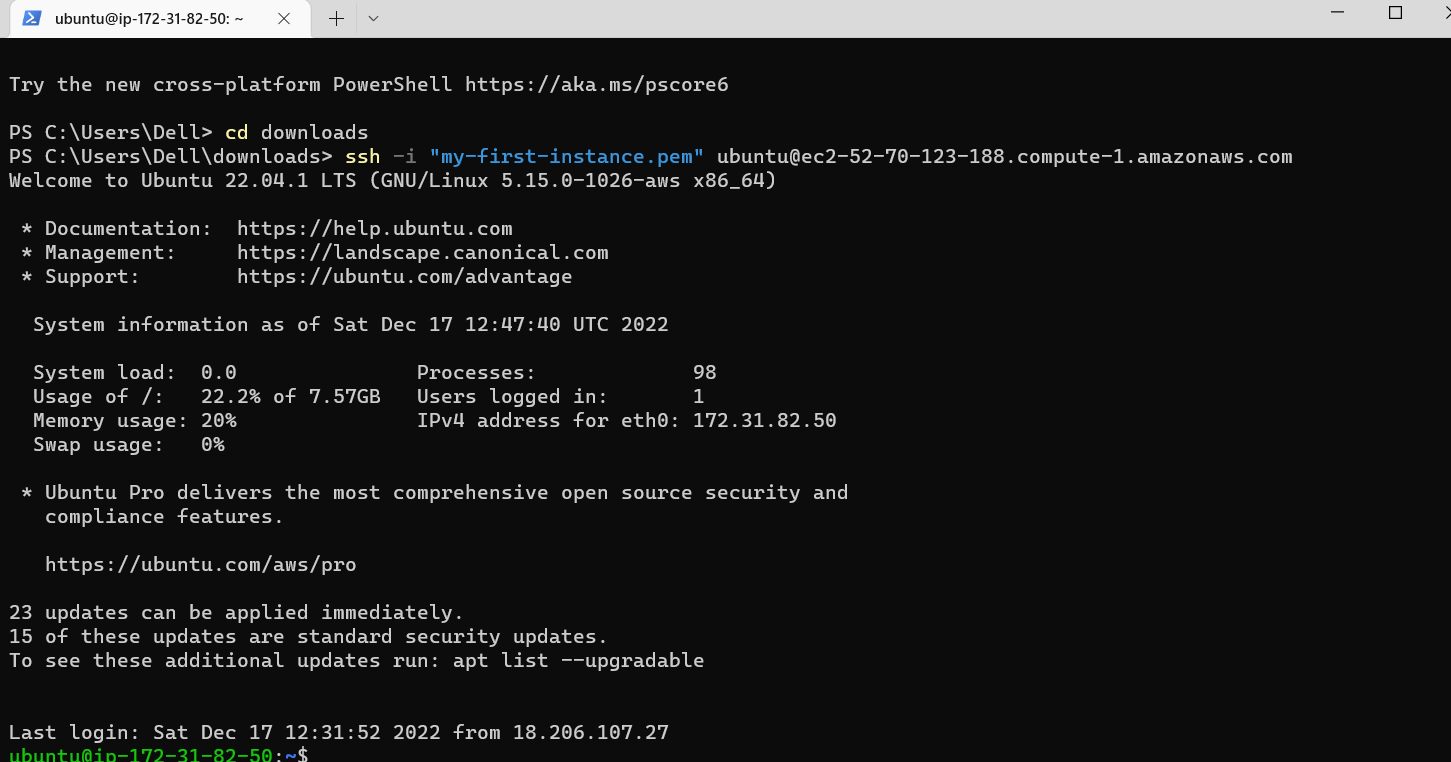 ubuntu@ip-172-31-82-50: ~
Try the new cross-platform PowerShell https://aka.ms/pscore6
PS C:\Users\Dell> cd downloads
PS C:\Users\Dell\downloads> ssh -i "my-first-instance.pem" ubuntu@ec2-52-70-123-188.compute-1.amazonaws.com
Welcome to Ubuntu 22.04.1 LTS (GNU/Linux 5.15.0-1026-aws x86_64)
* Documentation:  https://help.ubuntu.com
* Management:     https://landscape.canonical.com
* Support:        https://ubuntu.com/advantage
System information as of Sat Dec 17 12:47:40 UTC 2022
System load:  0.0               Processes:             98
Usage of /:   22.2% of 7.57GB   Users logged in:       1
Memory usage: 20%               IPv4 address for eth0: 172.31.82.50
Swap usage:   0%
* Ubuntu Pro delivers the most comprehensive open source security and
compliance features.
https://ubuntu.com/aws/pro
23 updates can be applied immediately.
15 of these updates are standard security updates.
To see these additional updates run: apt list --upgradable
Last login: Sat Dec 17 12:31:52 2022 from 18.206.107.27
ubuntu@ip-172-31-82-50:~$